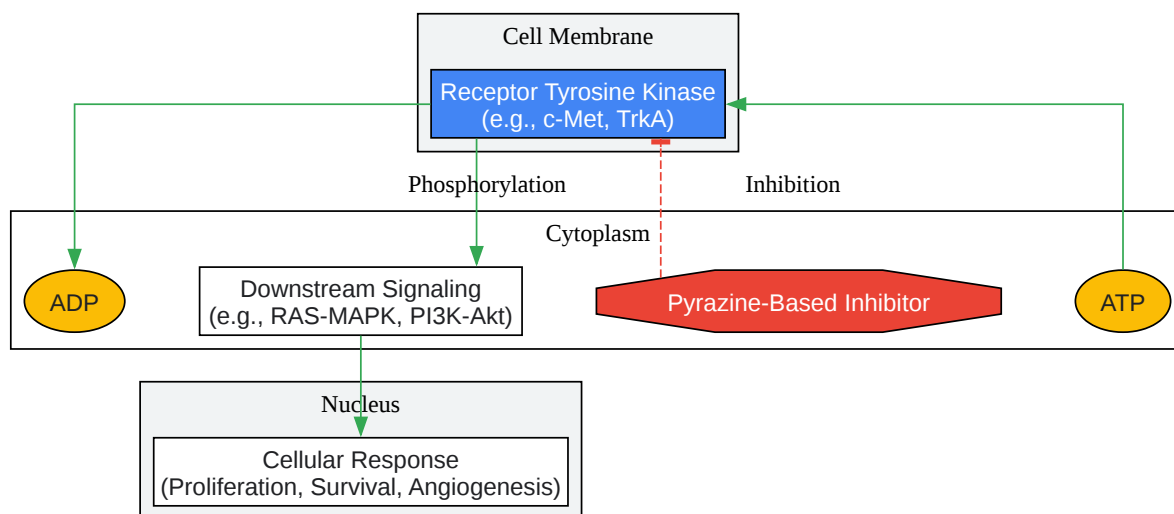 Cell Membrane
Receptor Tyrosine Kinase
(e.g., c-Met, TrkA)
Phosphorylation
Inhibition
Cytoplasm
ADP
Downstream Signaling
(e.g., RAS-MAPK, PI3K-Akt)
Pyrazine-Based Inhibitor
ATP
Nucleus
Cellular Response
(Proliferation, Survival, Angiogenesis)